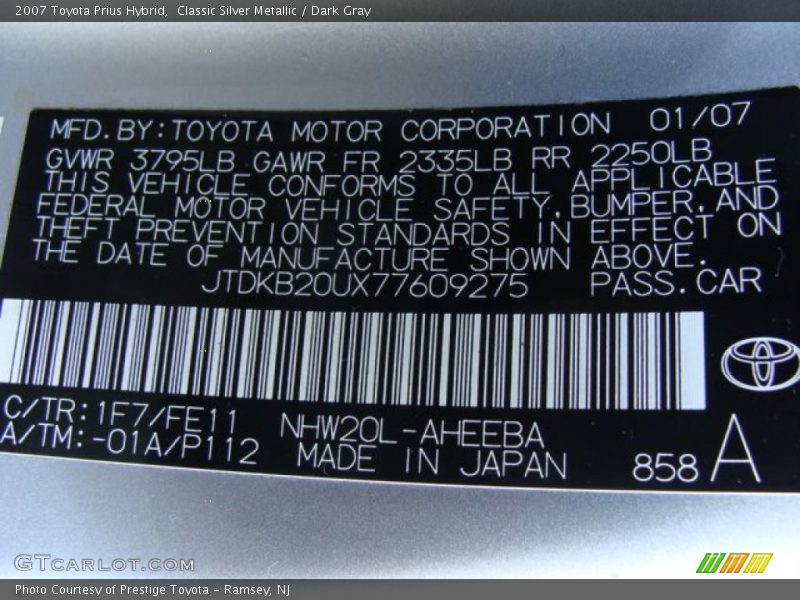 2007 Toyota Prius Hybrid,  Classic Silver Metallic / Dark Gray
MFD.BY:TOYOTA MOTOR CORPORATION 01/07
GVWR 3795LB GAWR FR 2335LB RR 2250LB
THIS VEHICLE CONFORMS TO ALL APPLICABLE
FEDERAL MOTOR VEHICLE SAFETY,BUMPER,AND
THEFT PREVENTION STANDARDS IN EFFECT ON
THE DATE OF MANUFACTURE SHOWN ABOVE.
JTDKB20UX77609275 PASS.CAR
C/TR:1F7/FE11 NHW20L-AHEEBA
A/TM:-01A/P112 MADE IN JAPAN 858 A
GTCARLOT.COM
Photo Courtesy of Prestige Toyota - Ramsey, NJ